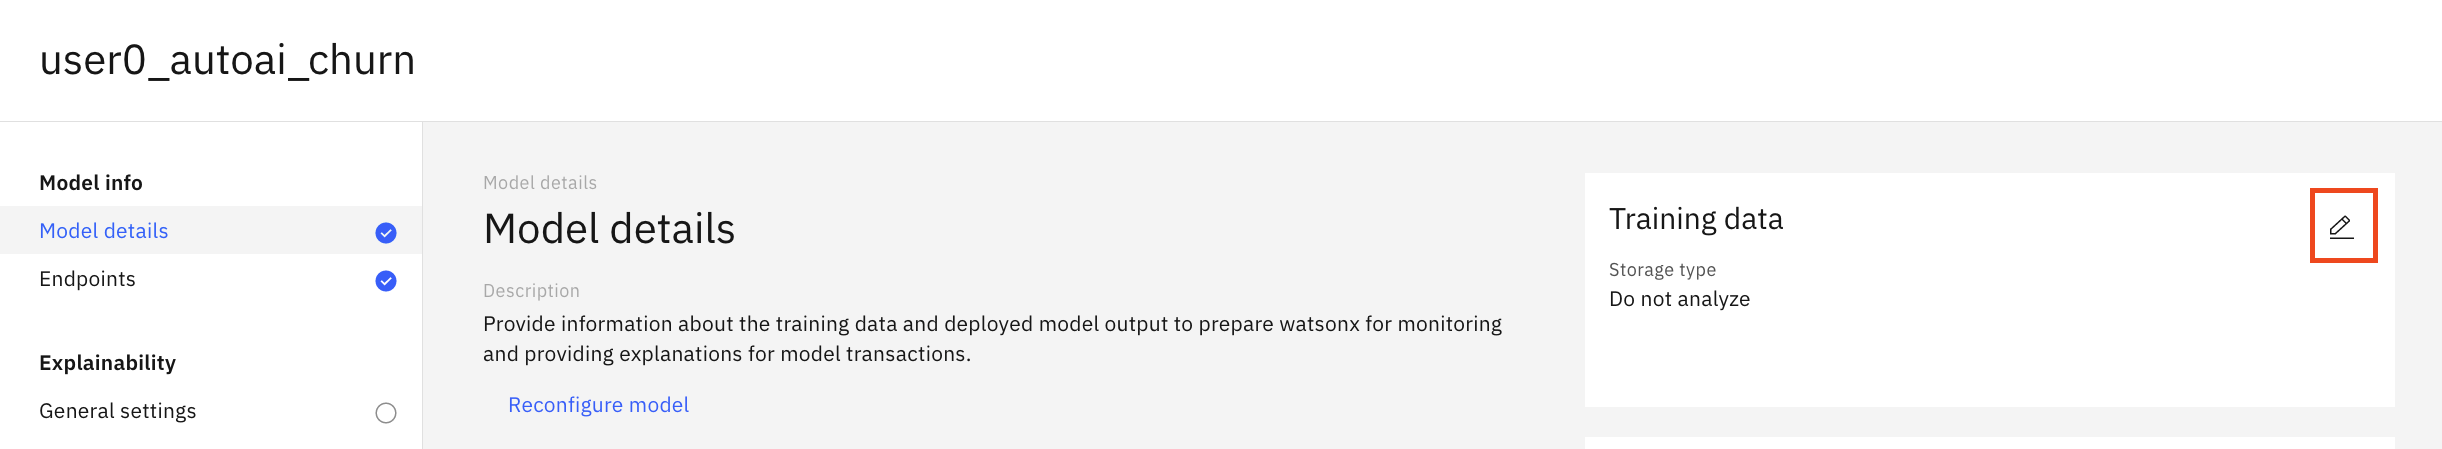 user0_autoai_churn
Model info
Model details
Endpoints
Explainability
General settings
Model details
Model details
Description
Provide information about the training data and deployed model output to prepare watsonx for monitoring
and providing explanations for model transactions.
Reconfigure model
Training data
Storage type
Do not analyze